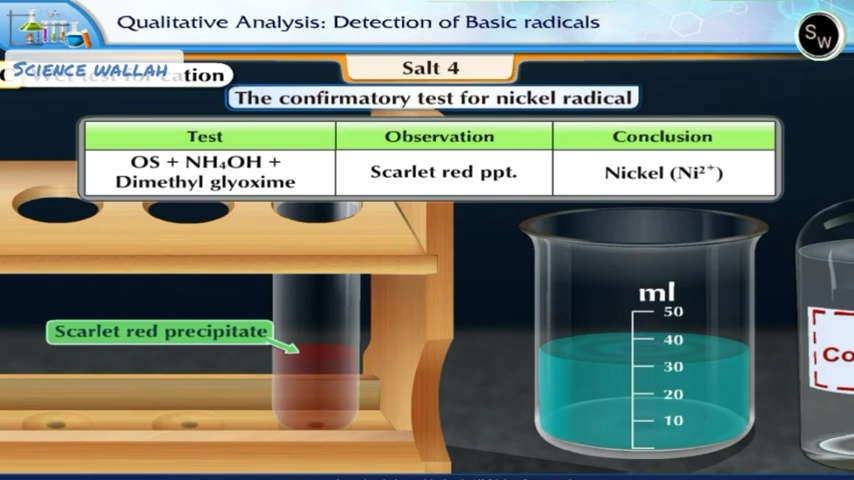 Qualitative Analysis: Detection of Basic radicals
SW
SCIENCE WALLAH
cation
Salt 4
The confirmatory test for nickel radical
Test
Observation
Conclusion
OS + NH₄OH +
Dimethyl glyoxime
Scarlet red ppt.
Nickel (Ni²⁺)
Scarlet red precipitate
ml
50
40
30
20
10
Co